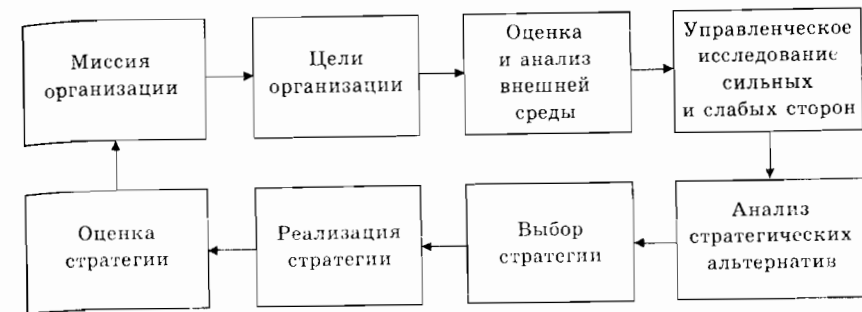 Миссия
организации
Цели
организации
Оценка
и анализ
внешней
среды
Управленческое
исследование
сильных
и слабых сторон
Анализ
стратегических
альтернатив
Выбор
стратегии
Реализация
стратегии
Оценка
стратегии